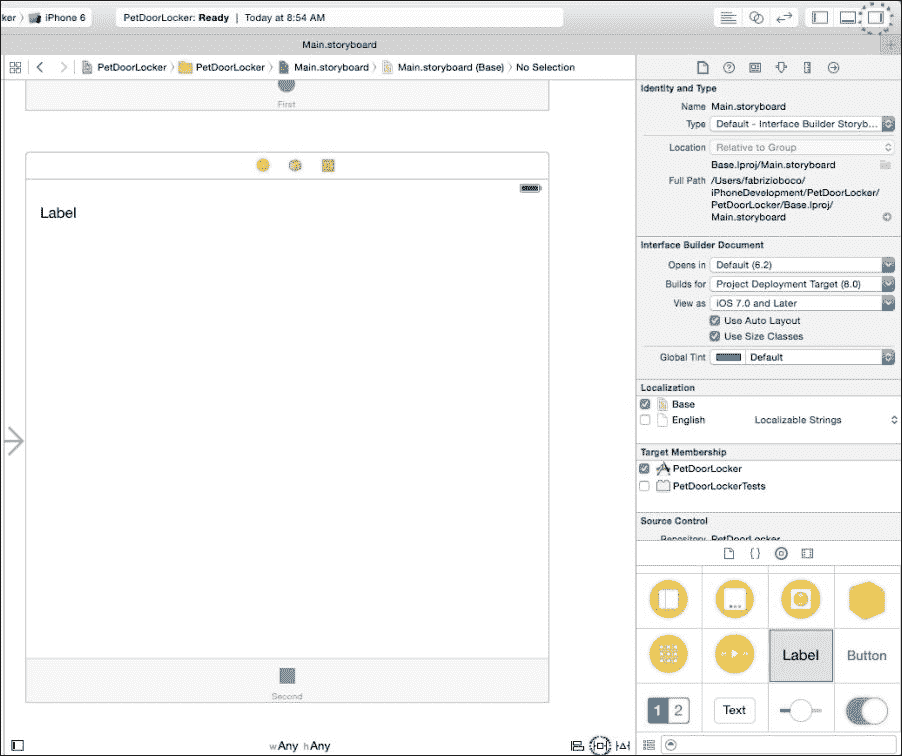 ker 〉 iPhone 6 PetDoorLocker: Ready | Today at 8:54 AM
Main.storyboard
PetDoorLocker 〉 PetDoorLocker 〉 Main.storyboard 〉 Main.storyboard (Base) 〉 No Selection
First
Label
Second
wAny hAny
Identity and Type
Name Main.storyboard
Type Default - Interface Builder Storyb...
Location Relative to Group
Base.lproj/Main.storyboard
Full Path /Users/fabrizioboco/
iPhoneDevelopment/PetDoorLocker/
PetDoorLocker/Base.lproj/
Main.storyboard
Interface Builder Document
Opens in Default (6.2)
Builds for Project Deployment Target (8.0)
View as iOS 7.0 and Later
Use Auto Layout
Use Size Classes
Global Tint Default
Localization
Base
English Localizable Strings
Target Membership
PetDoorLocker
PetDoorLockerTests
Source Control
Repository PetDoorLocker
{ }
Label Button
1 2 Text